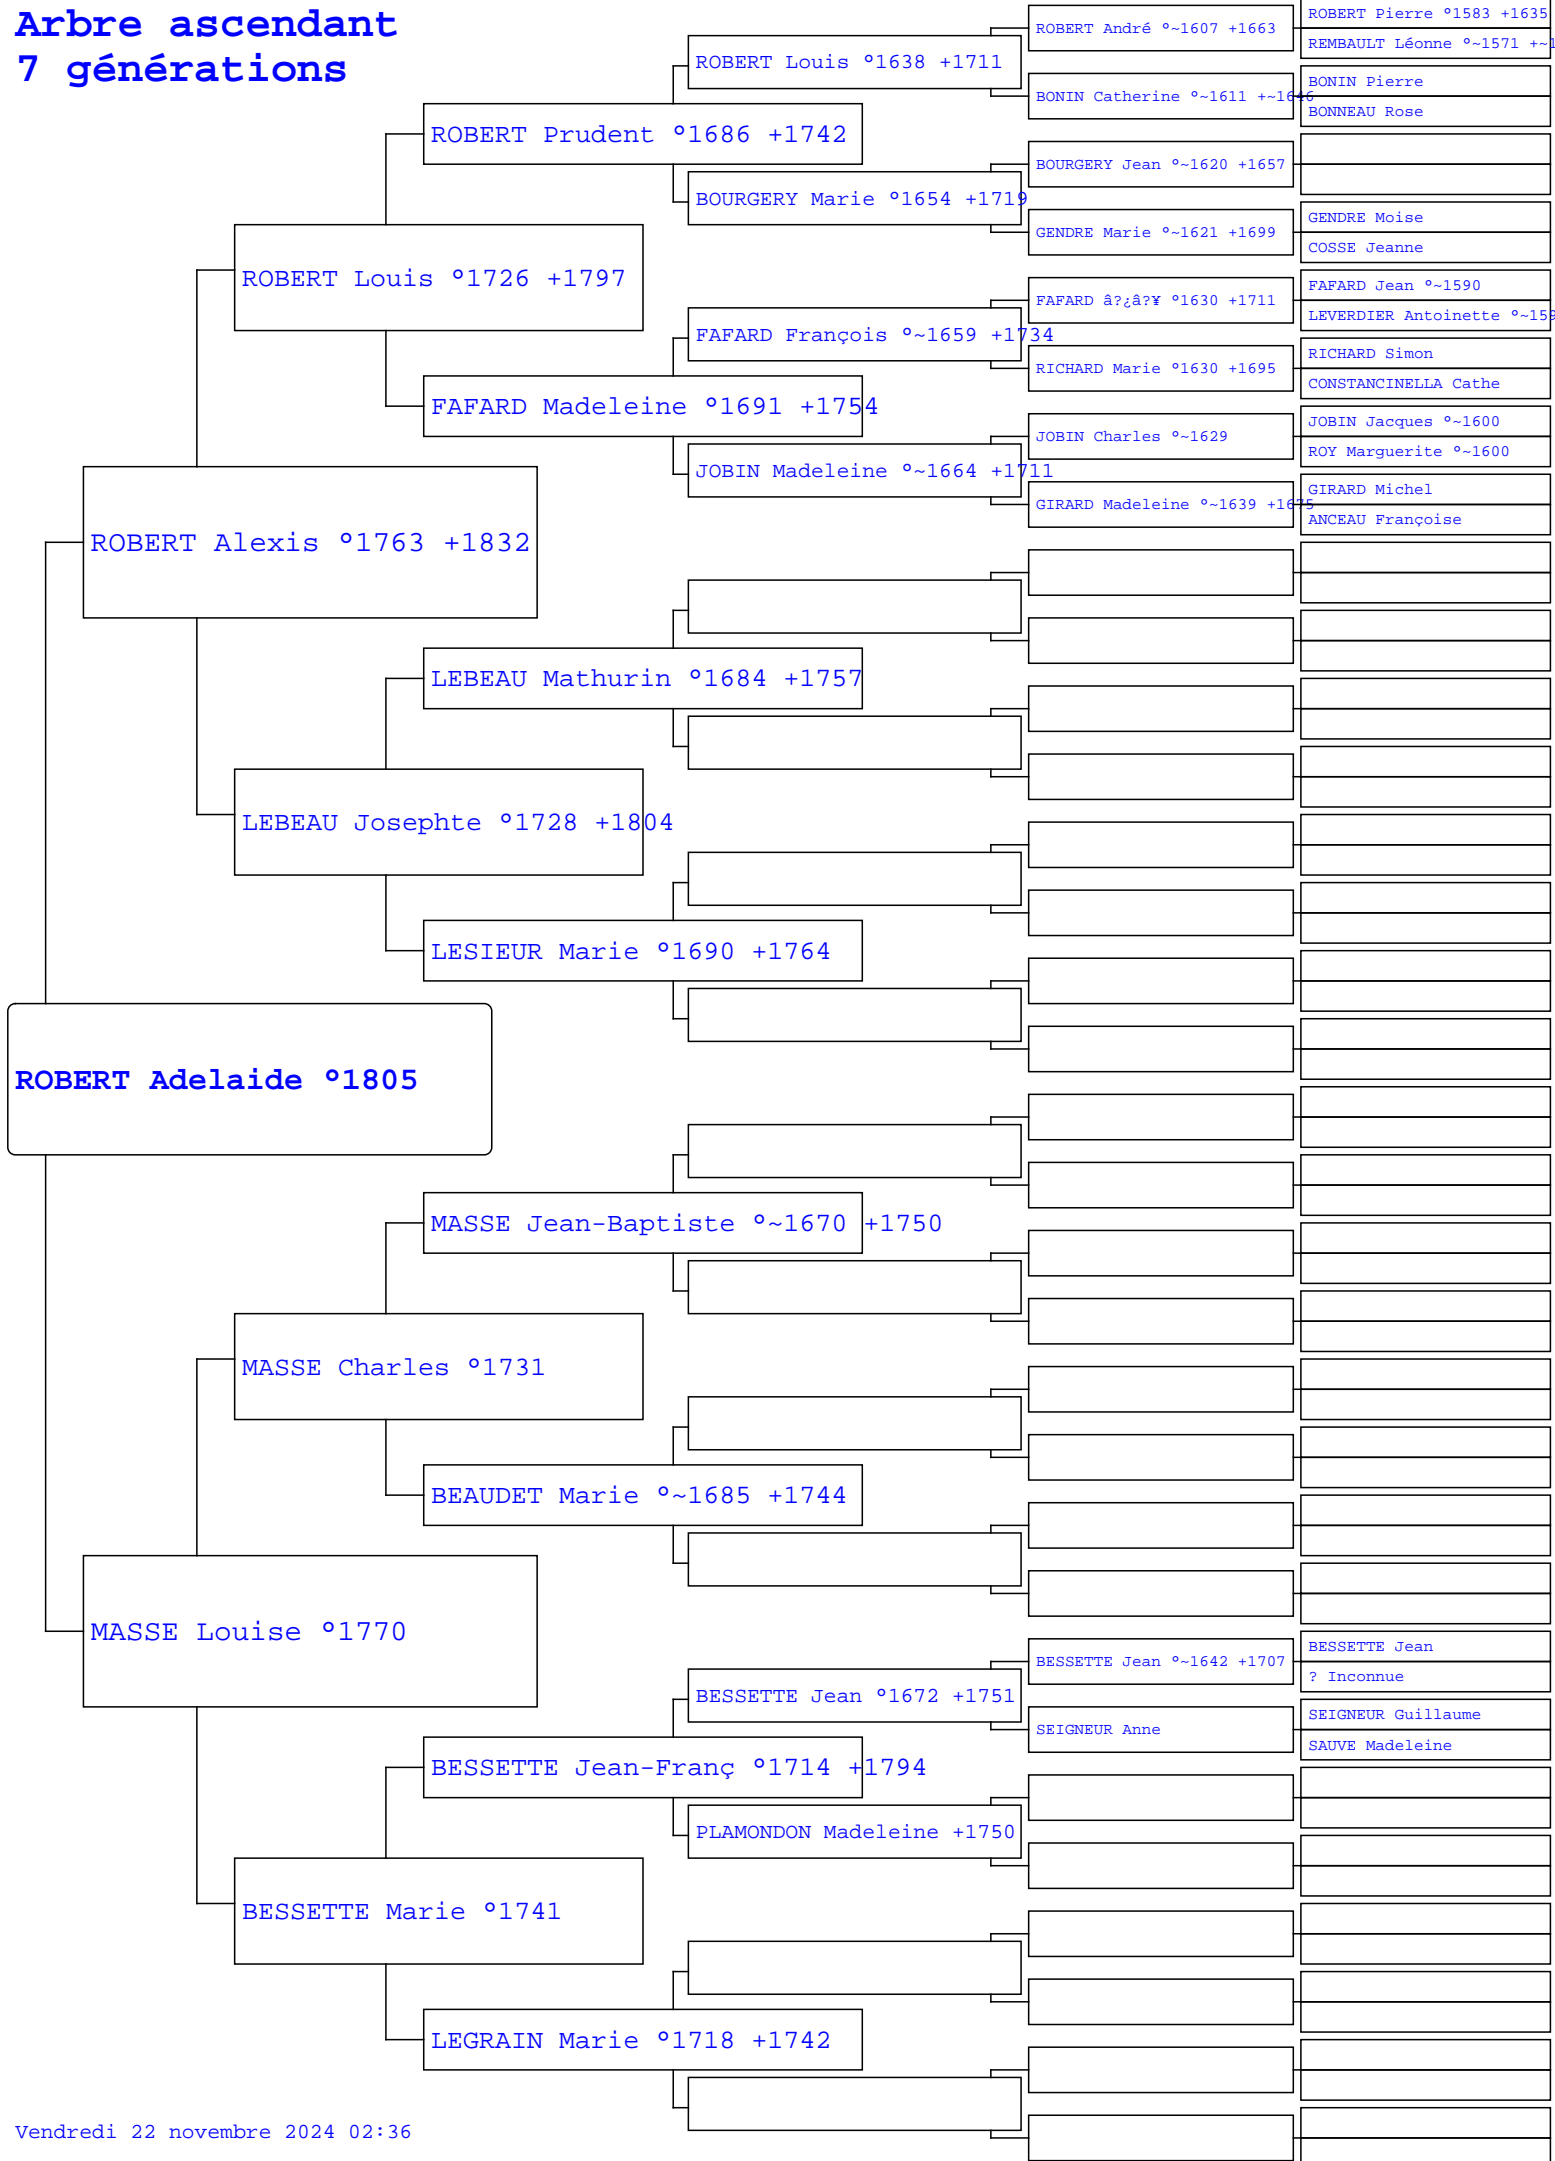 Arbre ascendant
7 générations
ROBERT Pierre °1583 +1635
ROBERT André °~1607 +1663
REMBAULT Léonne °~1571 +~1
ROBERT Louis °1638 +1711
BONIN Pierre
BONIN Catherine °~1611 +~1646
BONNEAU Rose
ROBERT Prudent °1686 +1742
BOURGERY Jean °~1620 +1657
BOURGERY Marie °1654 +1719
GENDRE Moise
GENDRE Marie °~1621 +1699
COSSE Jeanne
ROBERT Louis °1726 +1797
FAFARD Jean °~1590
FAFARD â?¿â?¥ °1630 +1711
LEVERDIER Antoinette °~159
FAFARD François °~1659 +1734
RICHARD Simon
RICHARD Marie °1630 +1695
CONSTANCINELLA Cathe
FAFARD Madeleine °1691 +1754
JOBIN Jacques °~1600
JOBIN Charles °~1629
ROY Marguerite °~1600
JOBIN Madeleine °~1664 +1711
GIRARD Michel
GIRARD Madeleine °~1639 +1675
ANCEAU Françoise
ROBERT Alexis °1763 +1832
LEBEAU Mathurin °1684 +1757
LEBEAU Josephte °1728 +1804
LESIEUR Marie °1690 +1764
ROBERT Adelaide °1805
MASSE Jean-Baptiste °~1670 +1750
MASSE Charles °1731
BEAUDET Marie °~1685 +1744
MASSE Louise °1770
BESSETTE Jean
BESSETTE Jean °~1642 +1707
? Inconnue
BESSETTE Jean °1672 +1751
SEIGNEUR Guillaume
SEIGNEUR Anne
SAUVE Madeleine
BESSETTE Jean-Franç °1714 +1794
PLAMONDON Madeleine +1750
BESSETTE Marie °1741
LEGRAIN Marie °1718 +1742
Vendredi 22 novembre 2024 02:36